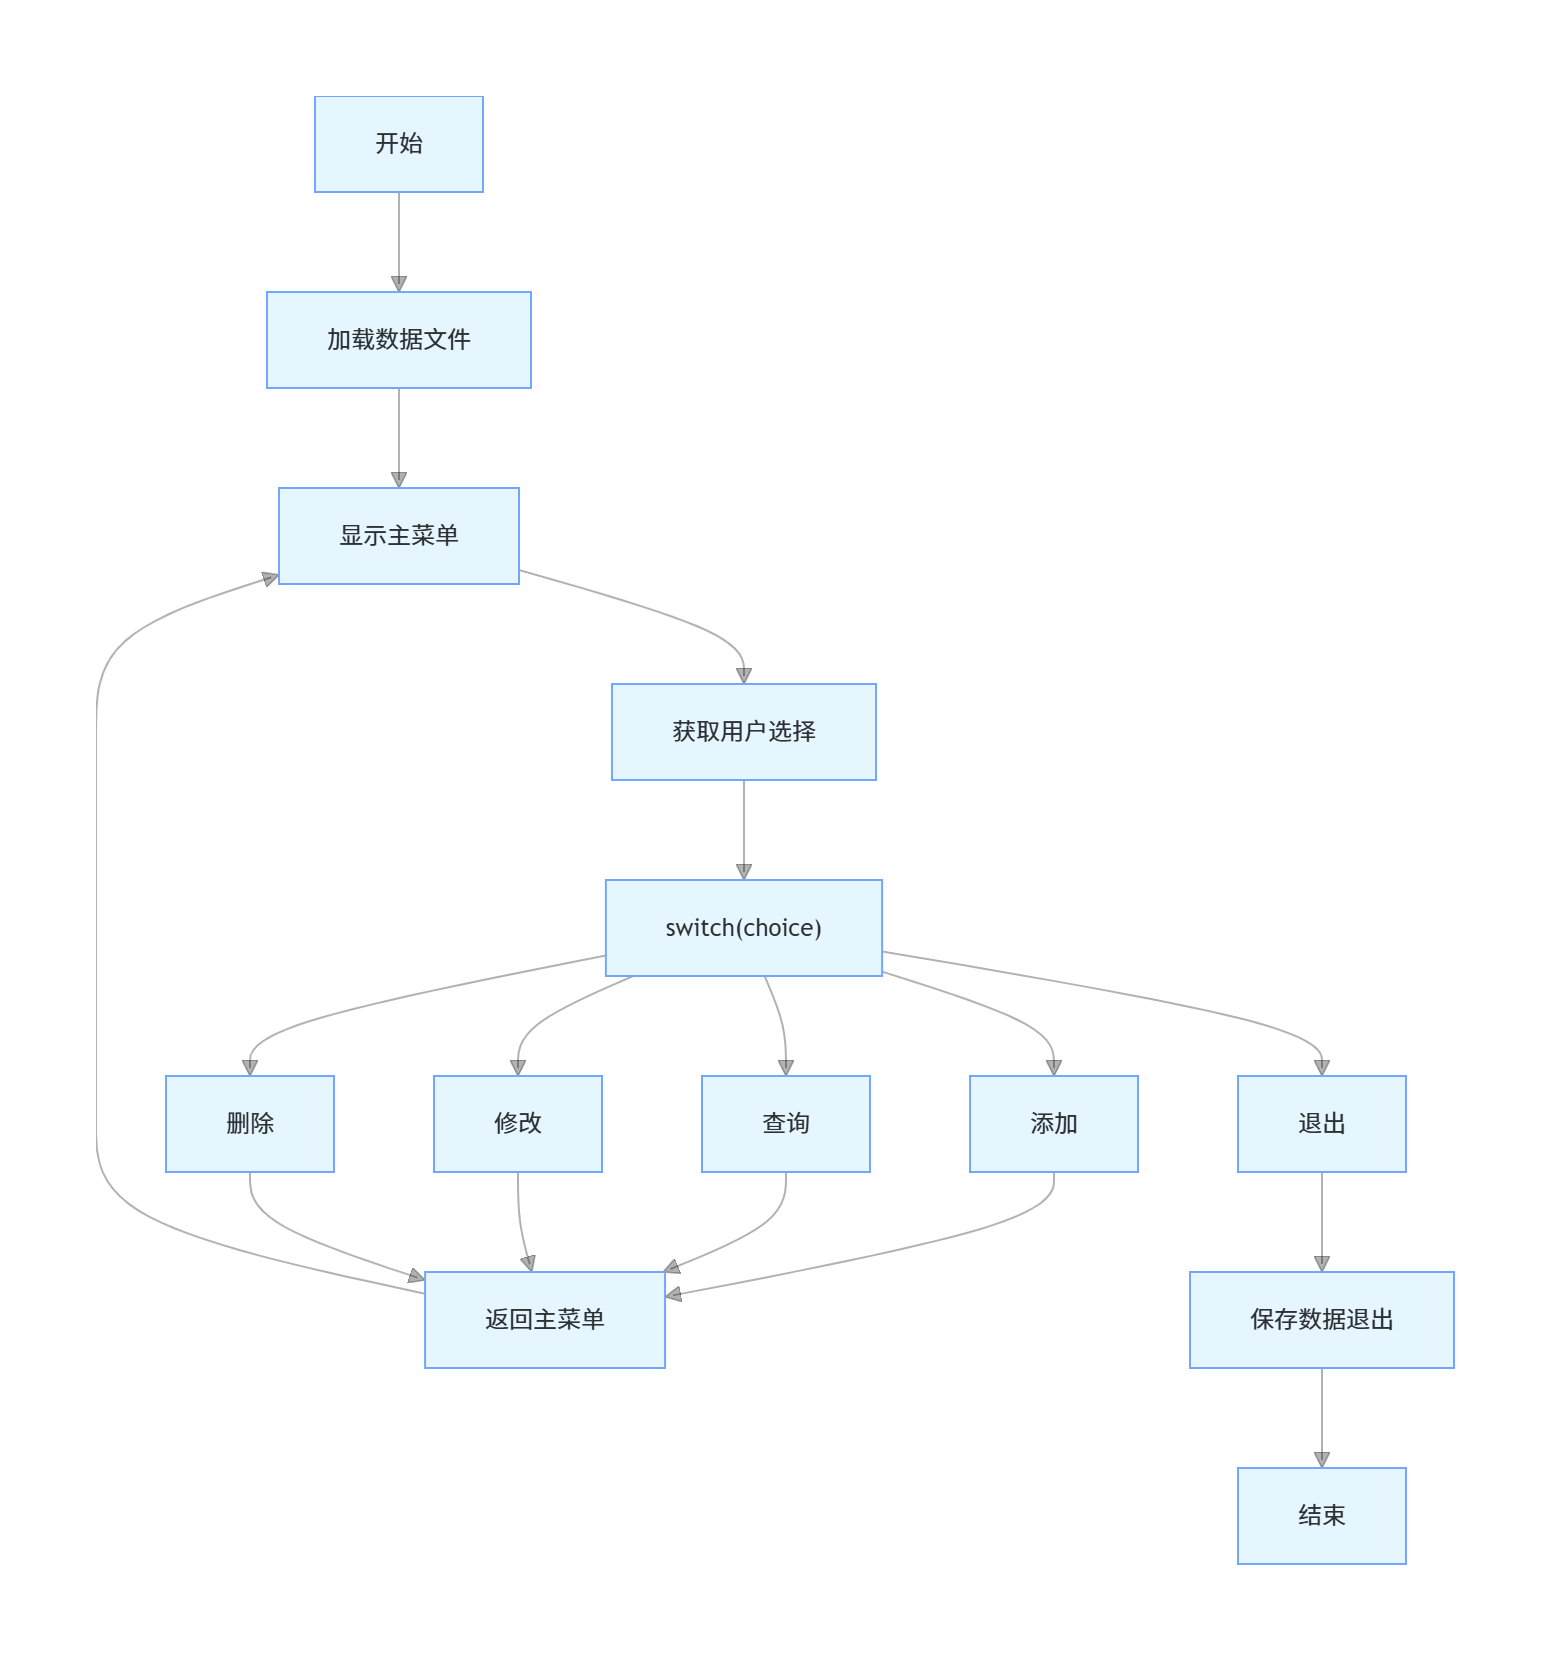 开始
加载数据文件
显示主菜单
获取用户选择
switch(choice)
删除
修改
查询
添加
退出
返回主菜单
保存数据退出
结束